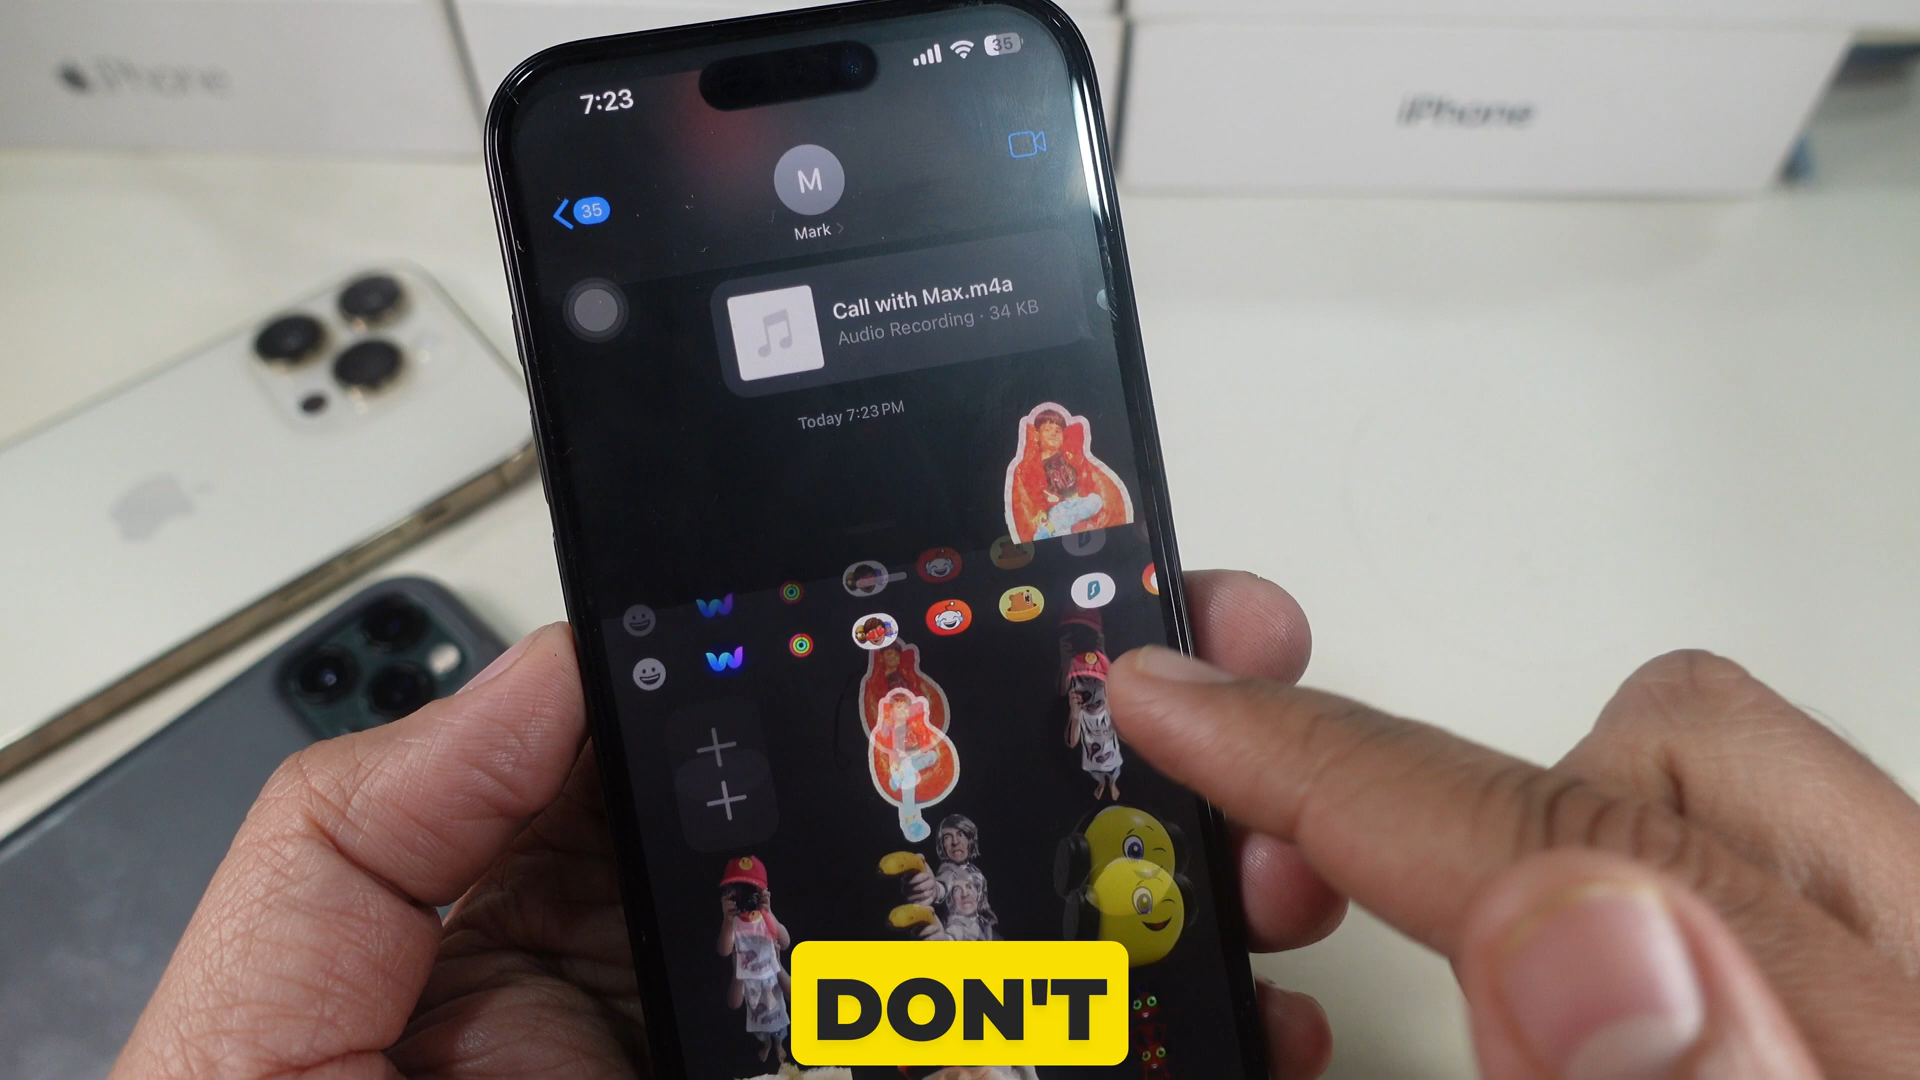 iPhone
iPhone
7:23
35
35
M
Mark
Call with Max.m4a
Audio Recording · 34 KB
Today 7:23 PM
DON'T